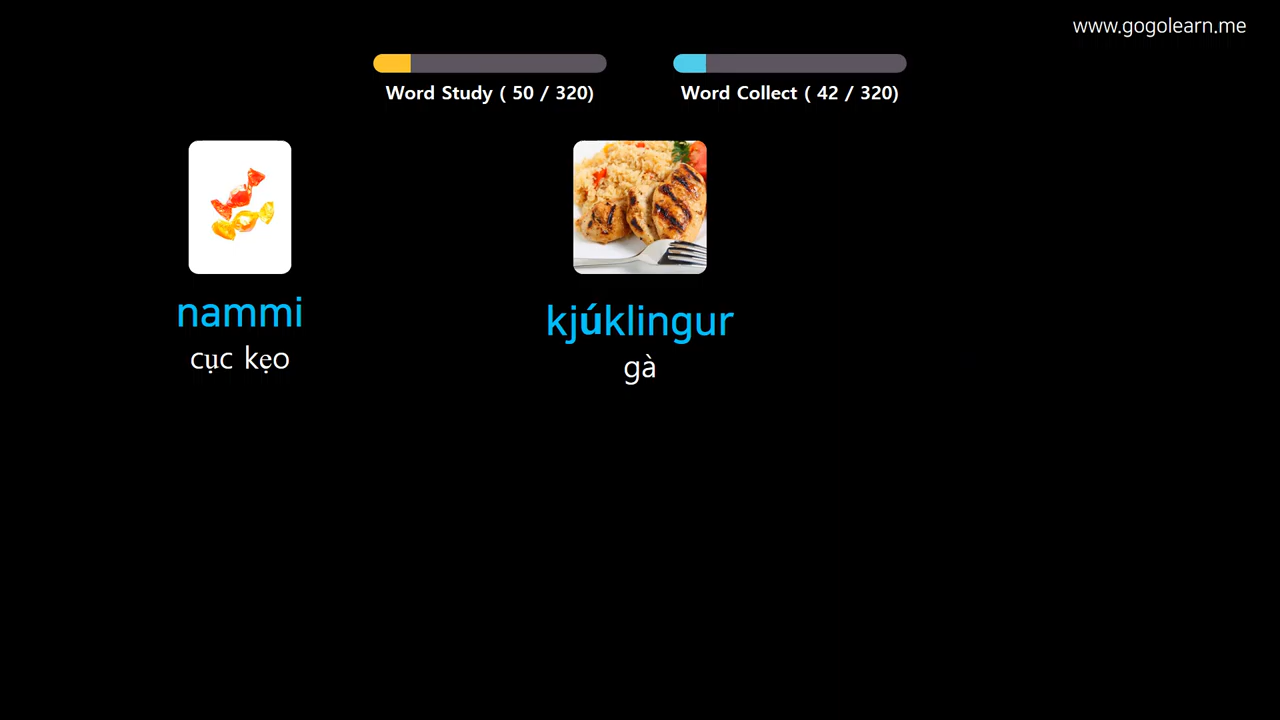 www.gogolearn.me
Word Study ( 50 / 320)
Word Collect ( 42 / 320)
nammi
cục kẹo
kjúklingur
gà